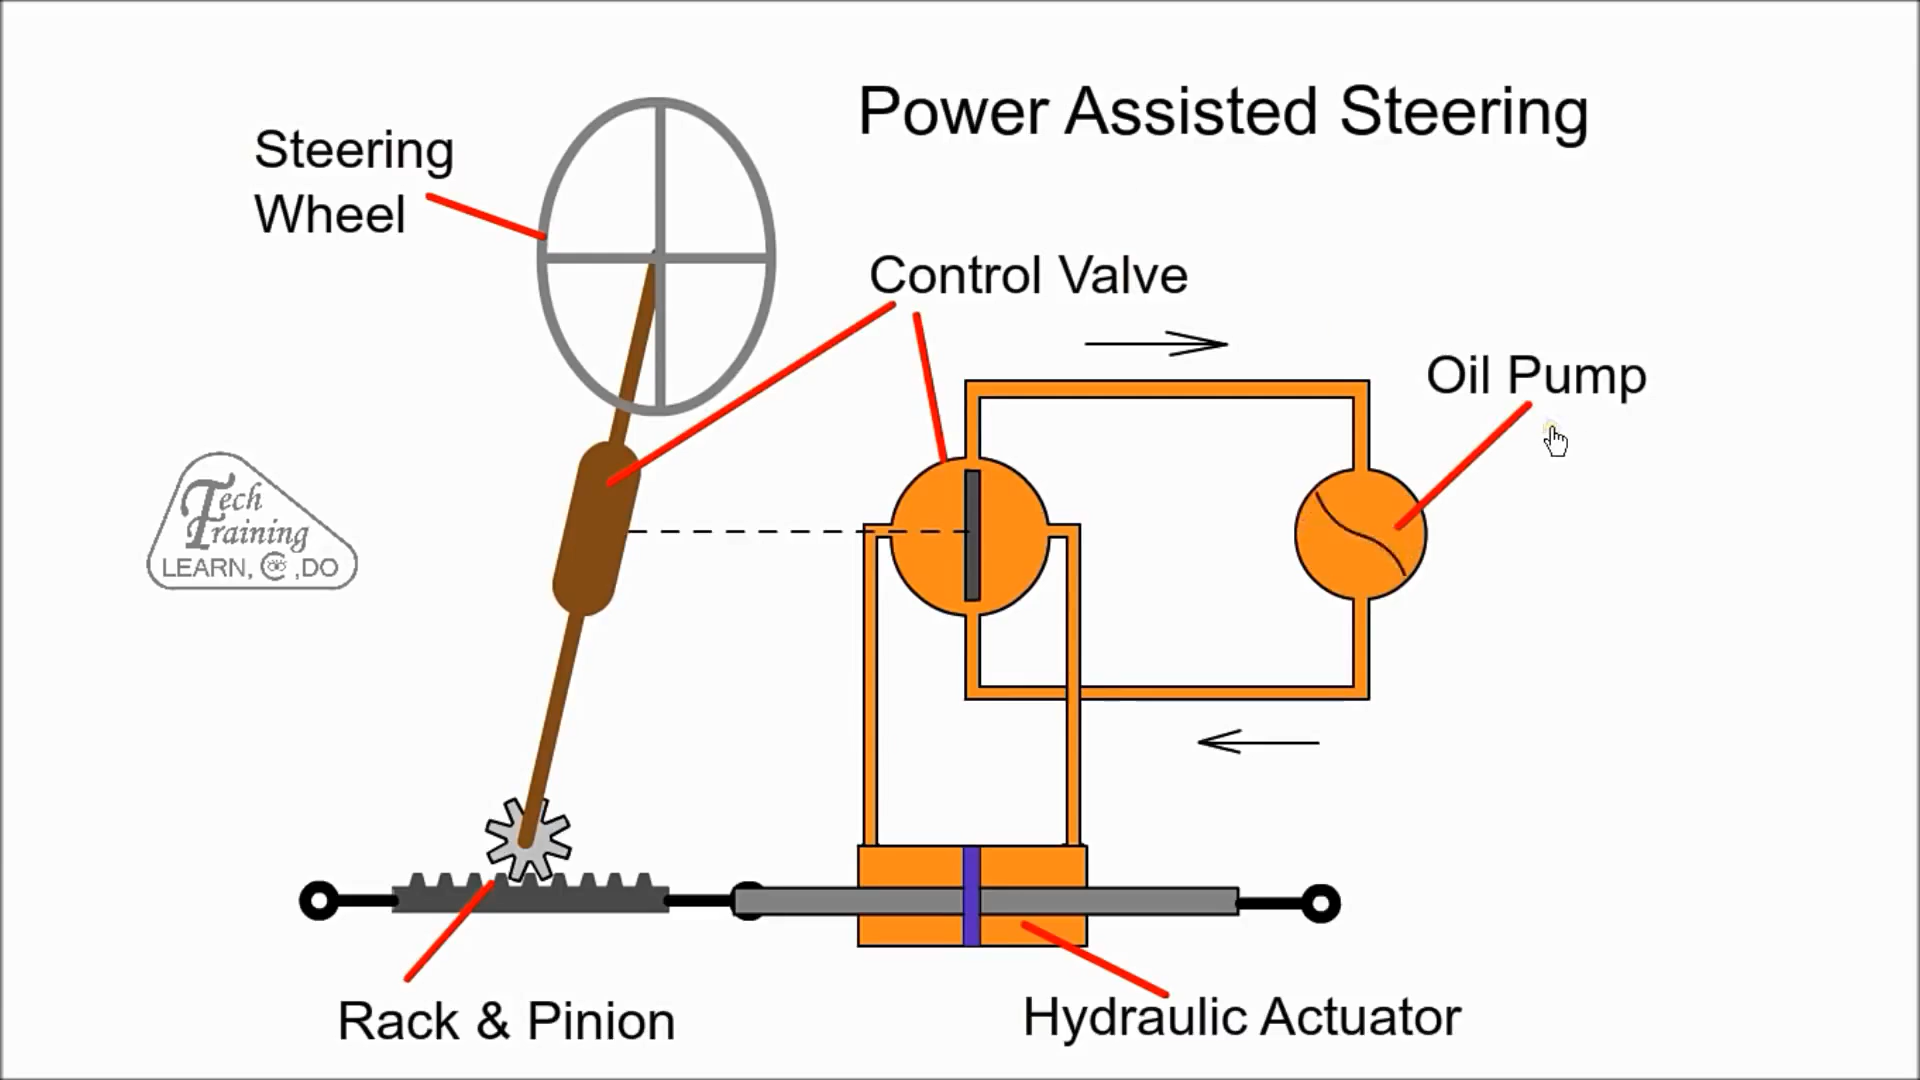 Power Assisted Steering
Steering
Wheel
Control Valve
Oil Pump
Tech
Training
LEARN, ,DO
Rack & Pinion
Hydraulic Actuator